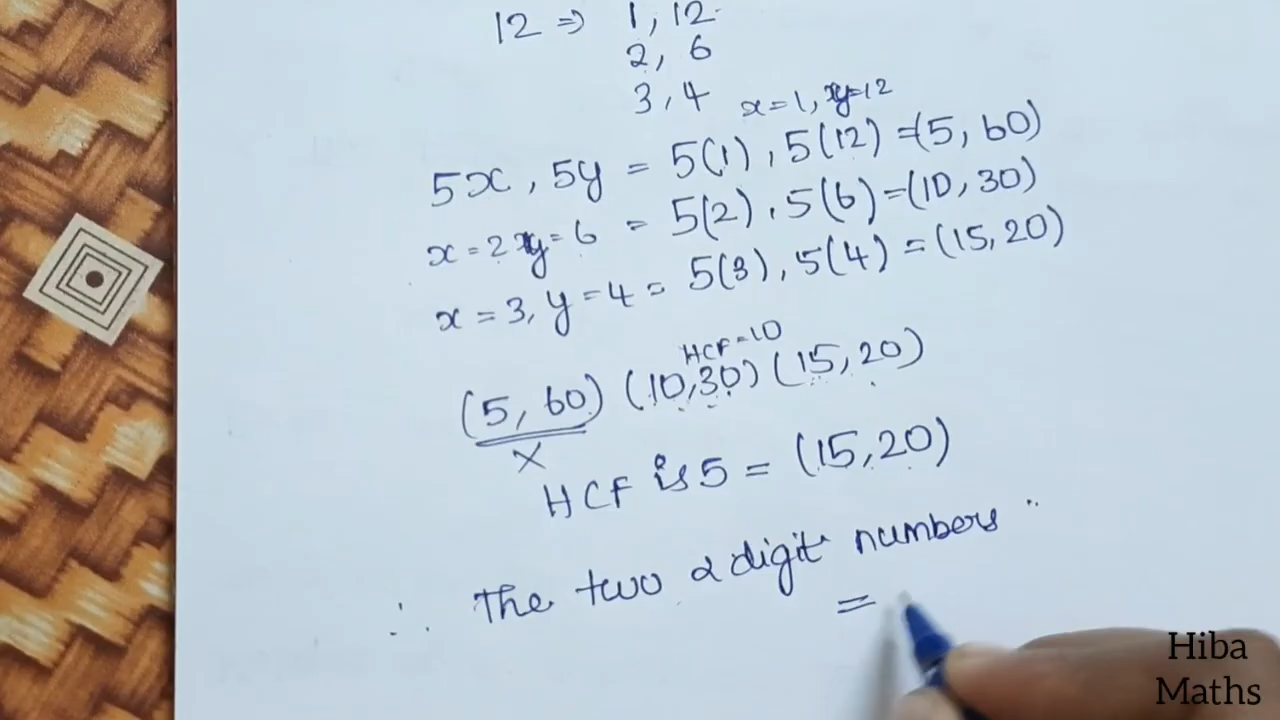 12 ⇒ 1, 12
2, 6
3, 4
x = 1, y = 12
5x, 5y = 5(1), 5(12) = (5, 60)
x = 2 y = 6 = 5(2), 5(6) = (10, 30)
x = 3, y = 4 = 5(3), 5(4) = (15, 20)
HCF = 10
(5, 60) (10, 30) (15, 20)
X
HCF is 5 = (15, 20)
∴ The two 2 digit numbers
=
Hiba
Maths